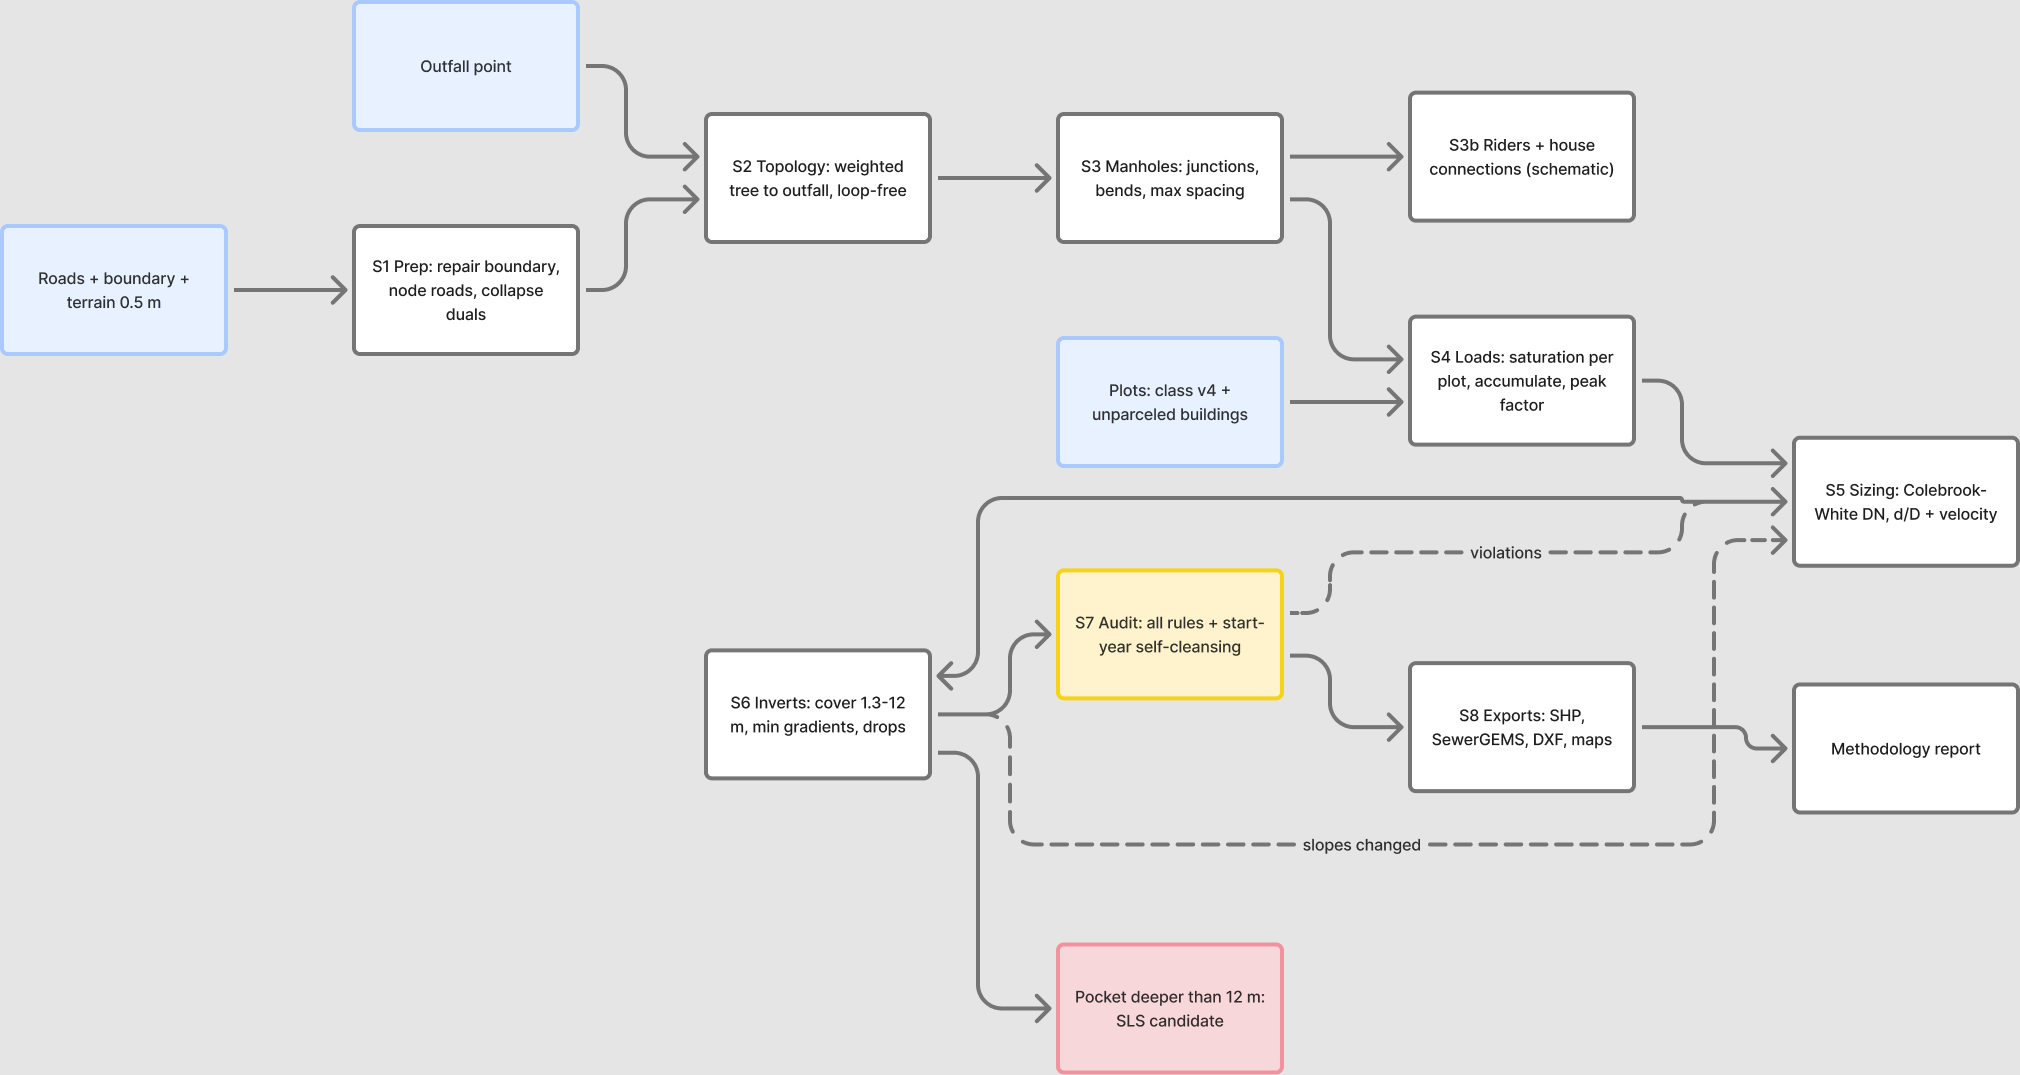 Outfall point
S2 Topology: weighted
tree to outfall, loop-free
S3 Manholes: junctions,
bends, max spacing
S3b Riders + house
connections (schematic)
Roads + boundary +
terrain 0.5 m
S1 Prep: repair boundary,
node roads, collapse
duals
Plots: class v4 +
unparceled buildings
S4 Loads: saturation per
plot, accumulate, peak
factor
S5 Sizing: Colebrook-
White DN, d/D + velocity
violations
S7 Audit: all rules + start-
year self-cleansing
S6 Inverts: cover 1.3-12
m, min gradients, drops
S8 Exports: SHP,
SewerGEMS, DXF, maps
Methodology report
slopes changed
Pocket deeper than 12 m:
SLS candidate